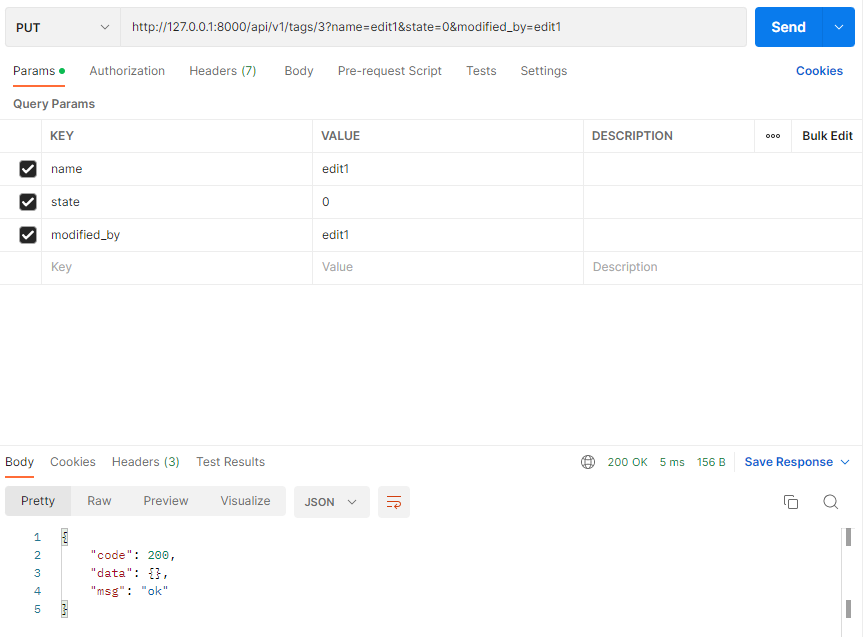 PUT http://127.0.0.1:8000/api/v1/tags/3?name=edit1&state=0&modified_by=edit1 Send
Params Authorization Headers (7) Body Pre-request Script Tests Settings Cookies
Query Params
KEY VALUE DESCRIPTION Bulk Edit
name edit1
state 0
modified_by edit1
Key Value Description
Body Cookies Headers (3) Test Results 200 OK 5 ms 156 B Save Response
Pretty Raw Preview Visualize JSON
1 {
2 "code": 200,
3 "data": {},
4 "msg": "ok"
5 }